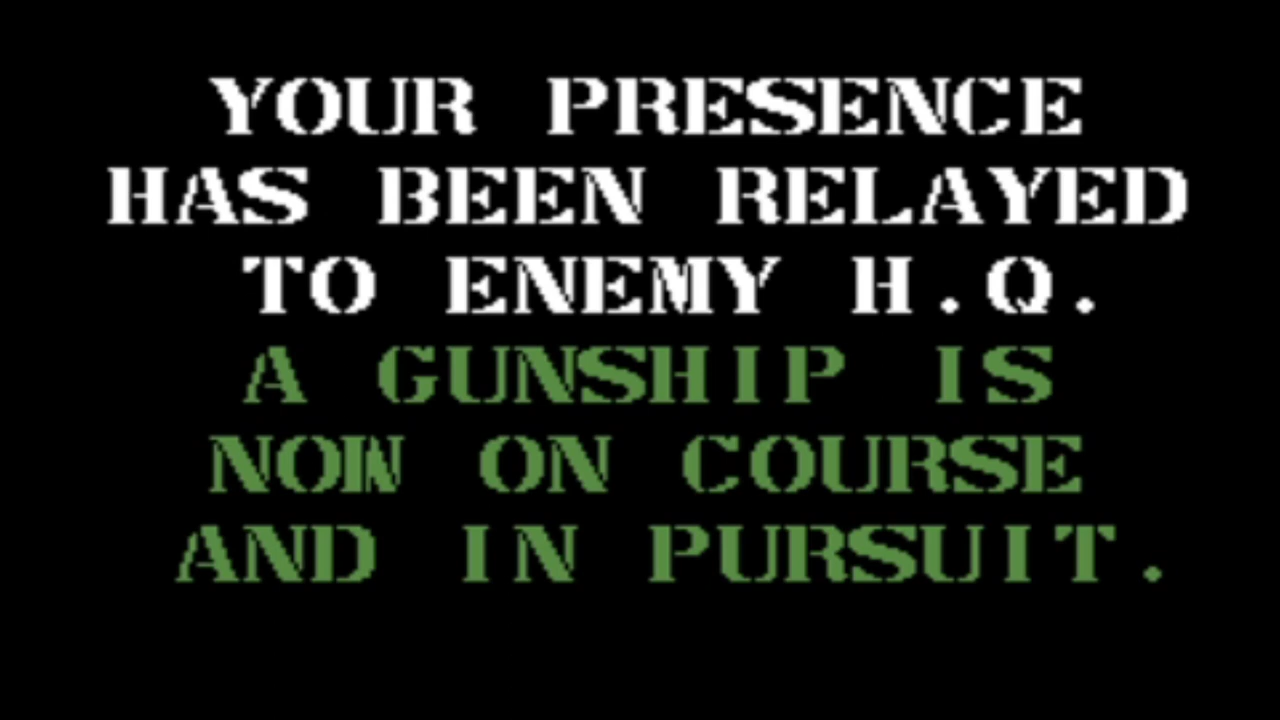 YOUR PRESENCE
HAS BEEN RELAYED
TO ENEMY H.Q.
A GUNSHIP IS
NOW ON COURSE
AND IN PURSUIT.